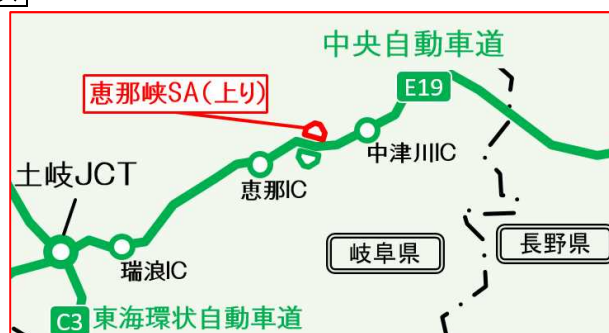 中央自動車道
恵那峡SA(上り)
E19
中津川IC
土岐JCT
恵那IC
瑞浪IC
岐阜県
長野県
C3 東海環状自動車道